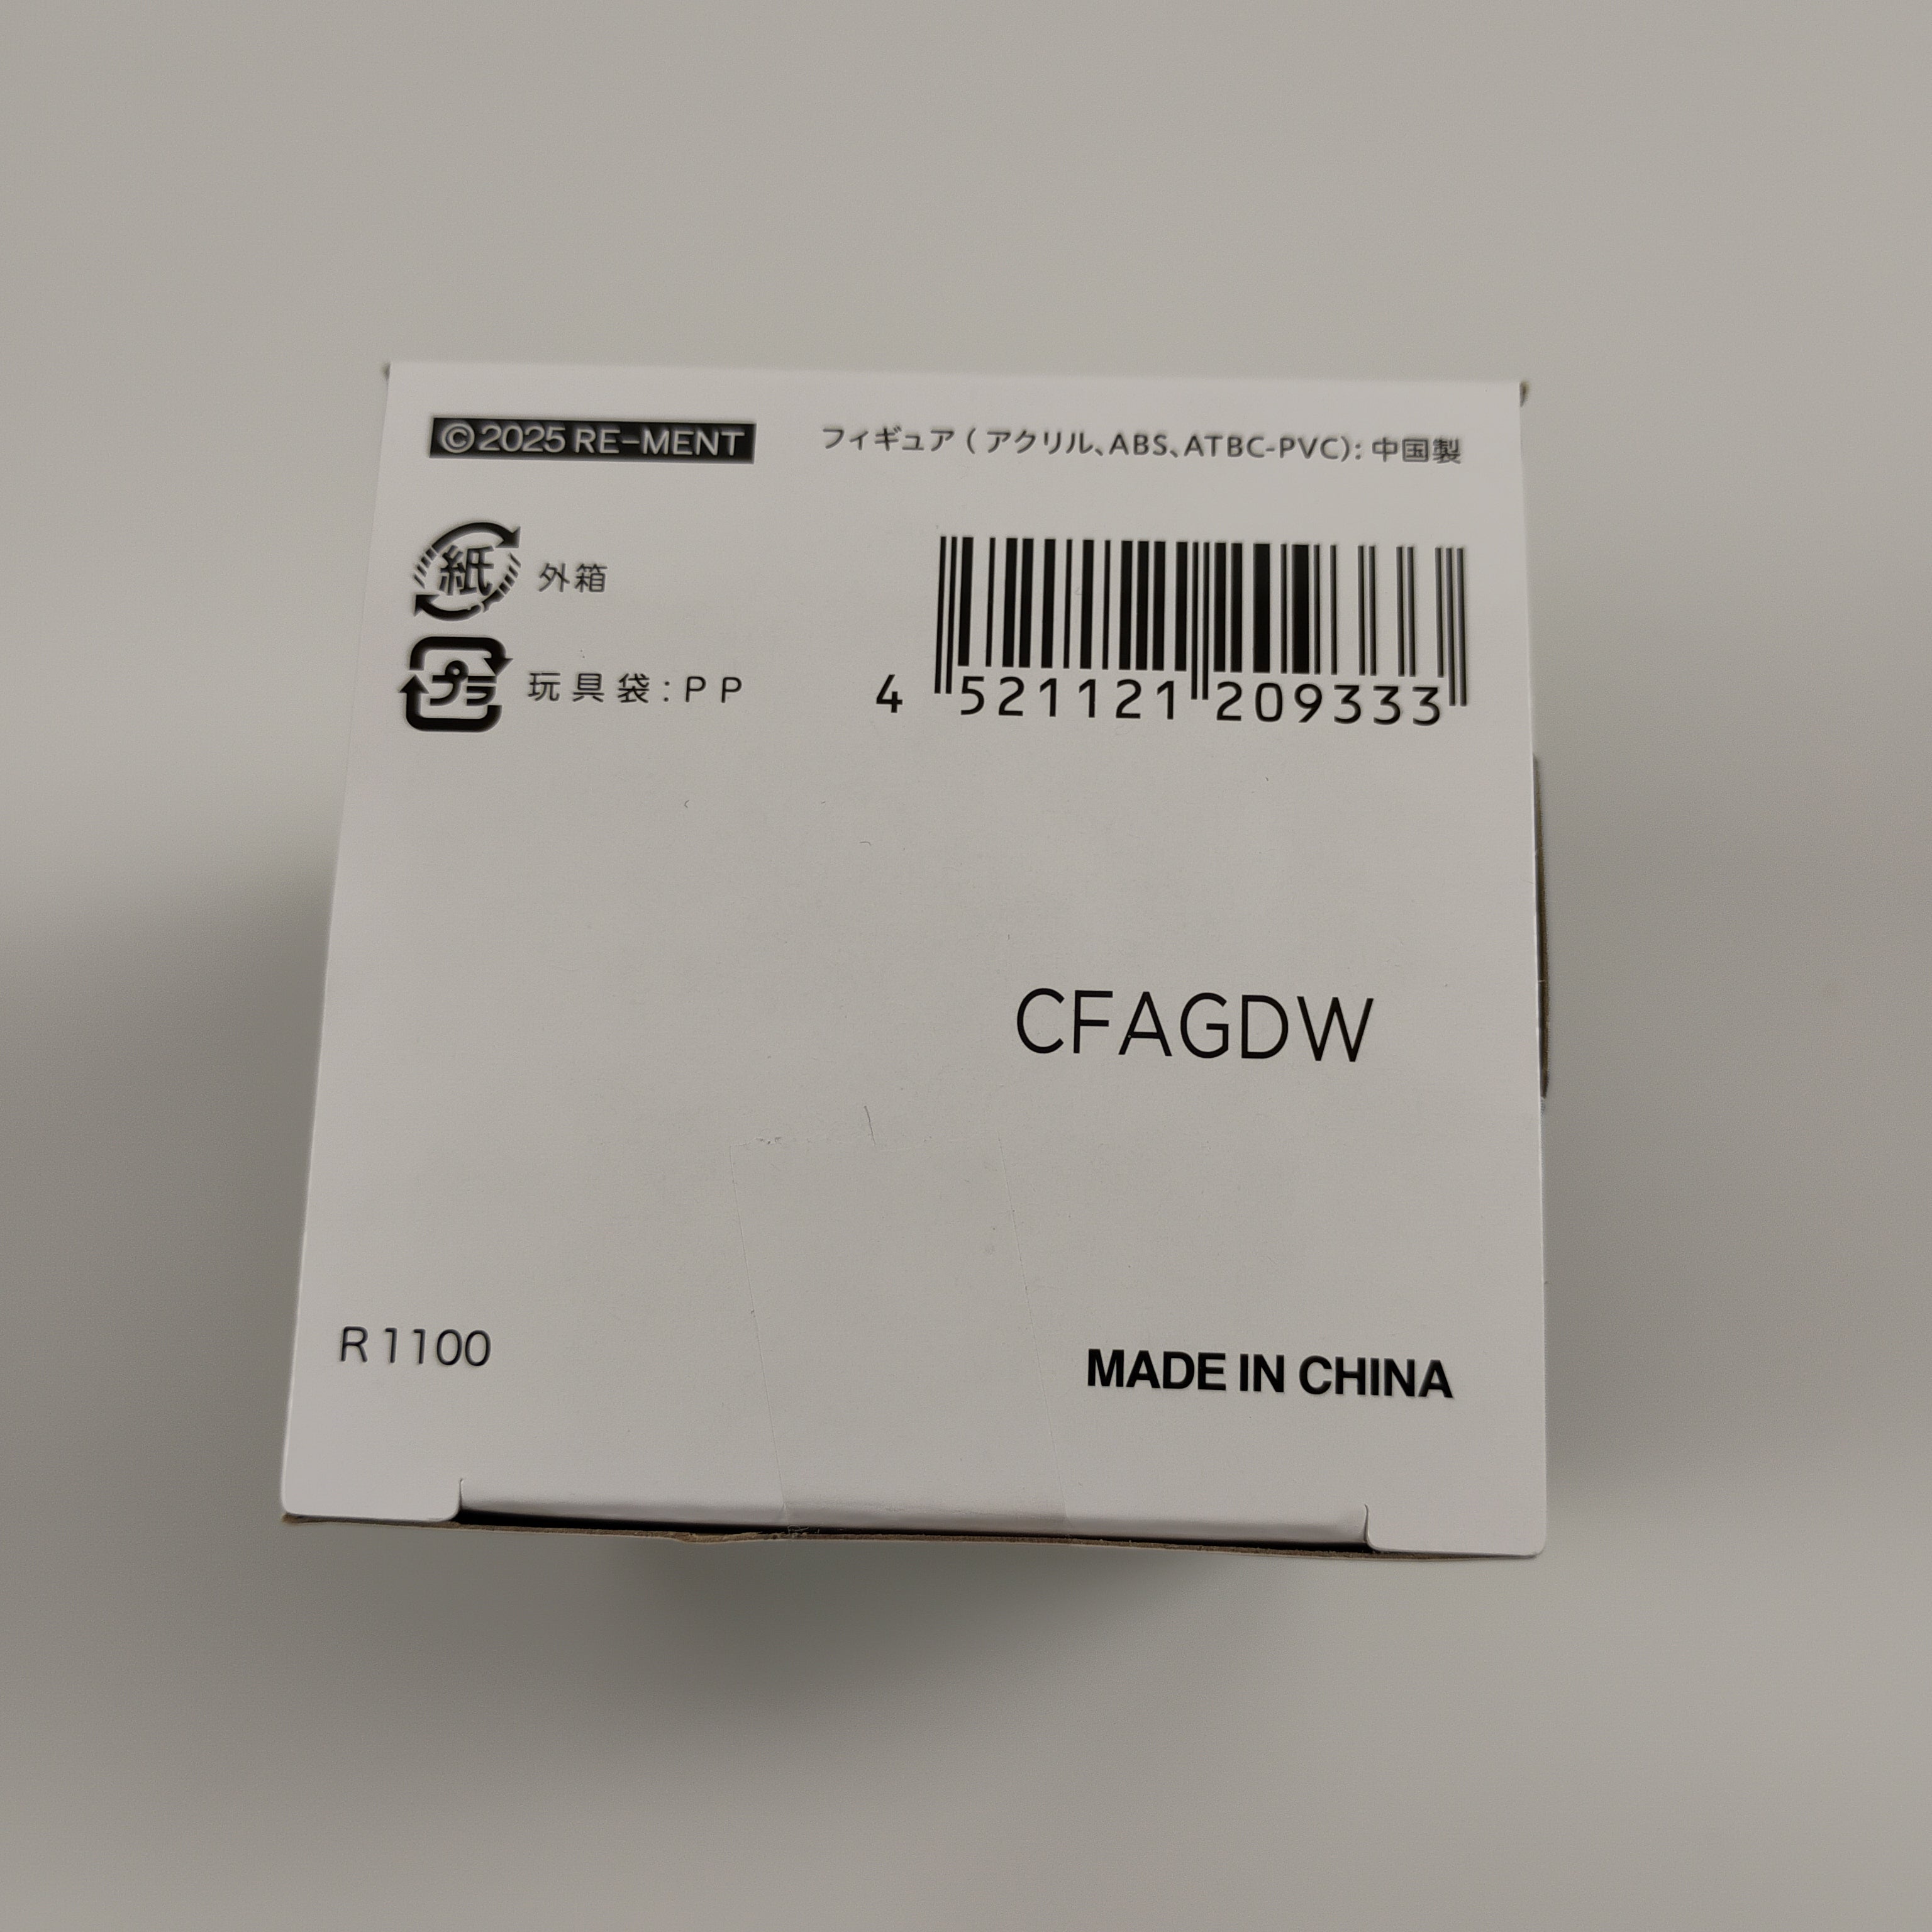 ©2025 RE-MENT
フィギュア ( アクリル、ABS、ATBC-PVC): 中国製
紙 外箱
プラ 玩具袋: PP
4 521121 209333
CFAGDW
R1100
MADE IN CHINA